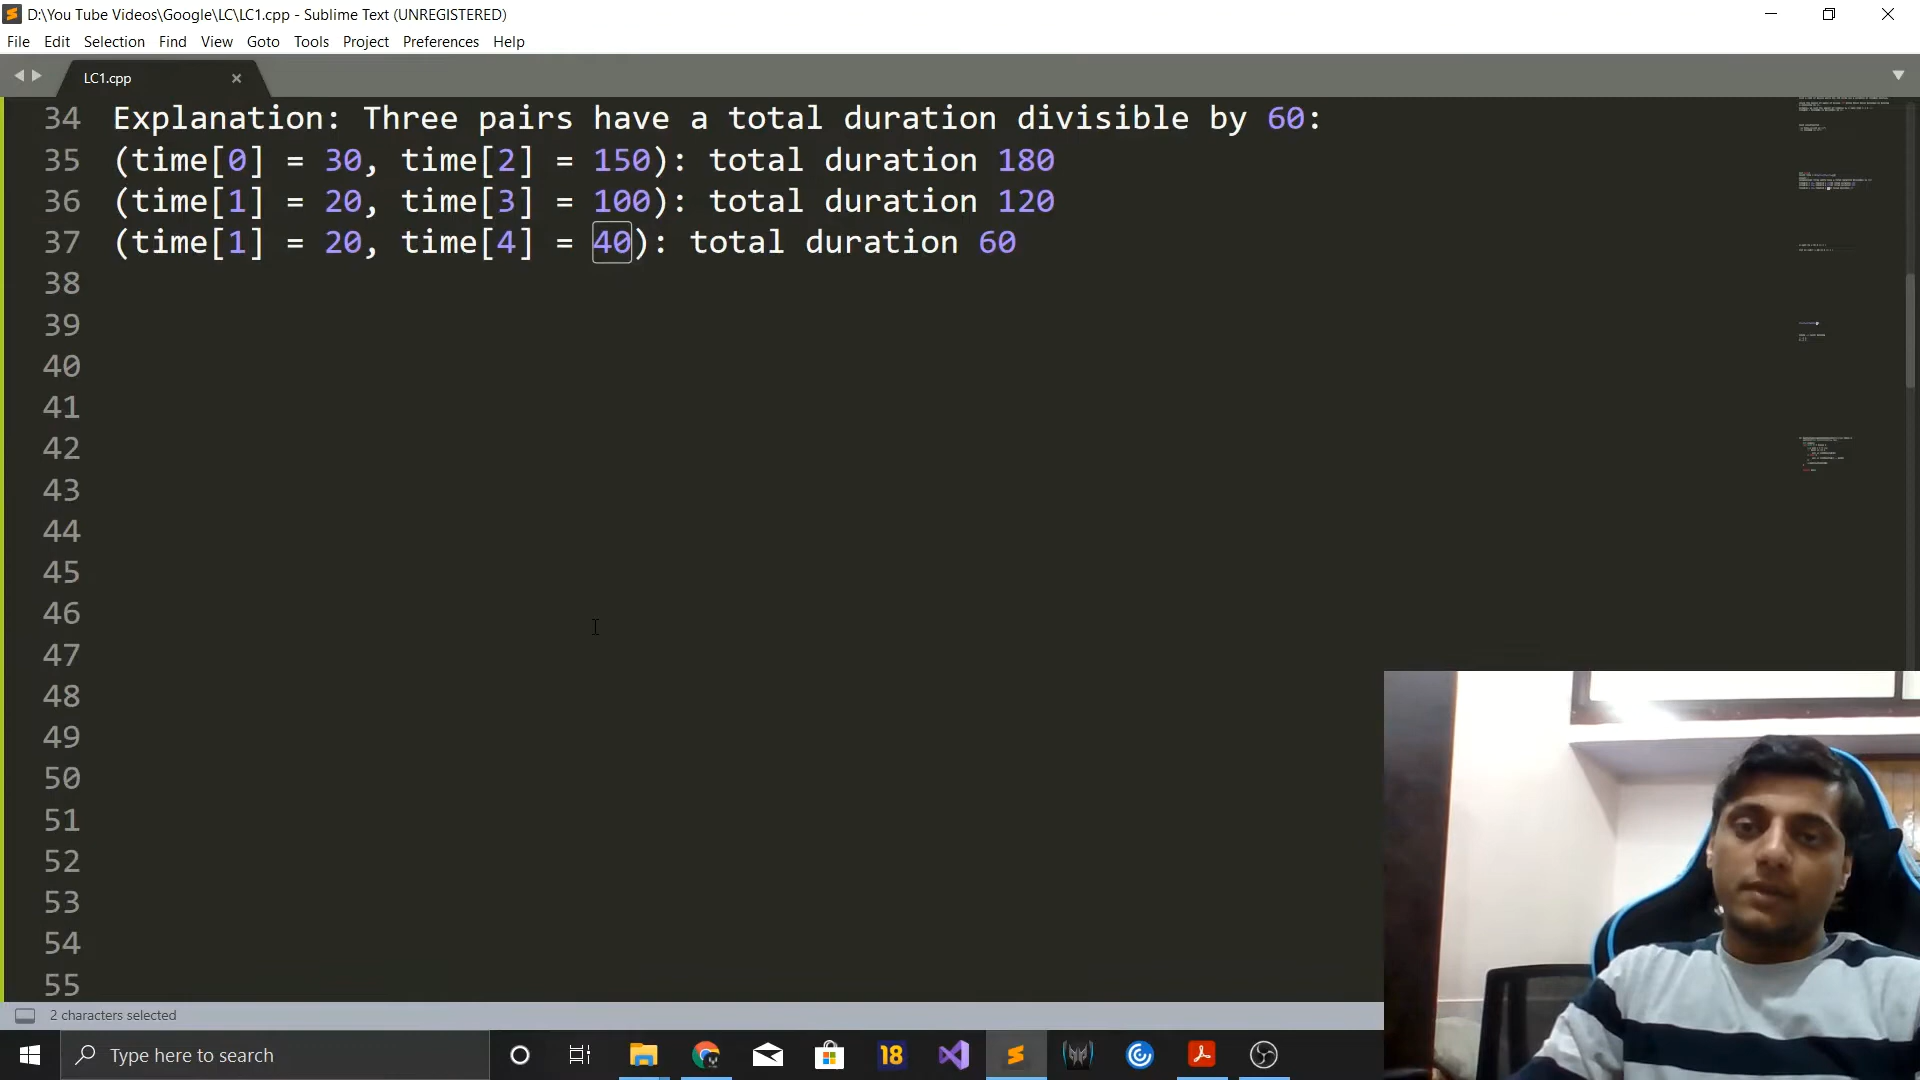 D:\You Tube Videos\Google\LC\LC1.cpp - Sublime Text (UNREGISTERED)
File Edit Selection Find View Goto Tools Project Preferences Help
LC1.cpp
34 Explanation: Three pairs have a total duration divisible by 60:
35 (time[0] = 30, time[2] = 150): total duration 180
36 (time[1] = 20, time[3] = 100): total duration 120
37 (time[1] = 20, time[4] = 40): total duration 60
38
39
40
41
42
43
44
45
46
47
48
49
50
51
52
53
54
55
2 characters selected
Type here to search
18